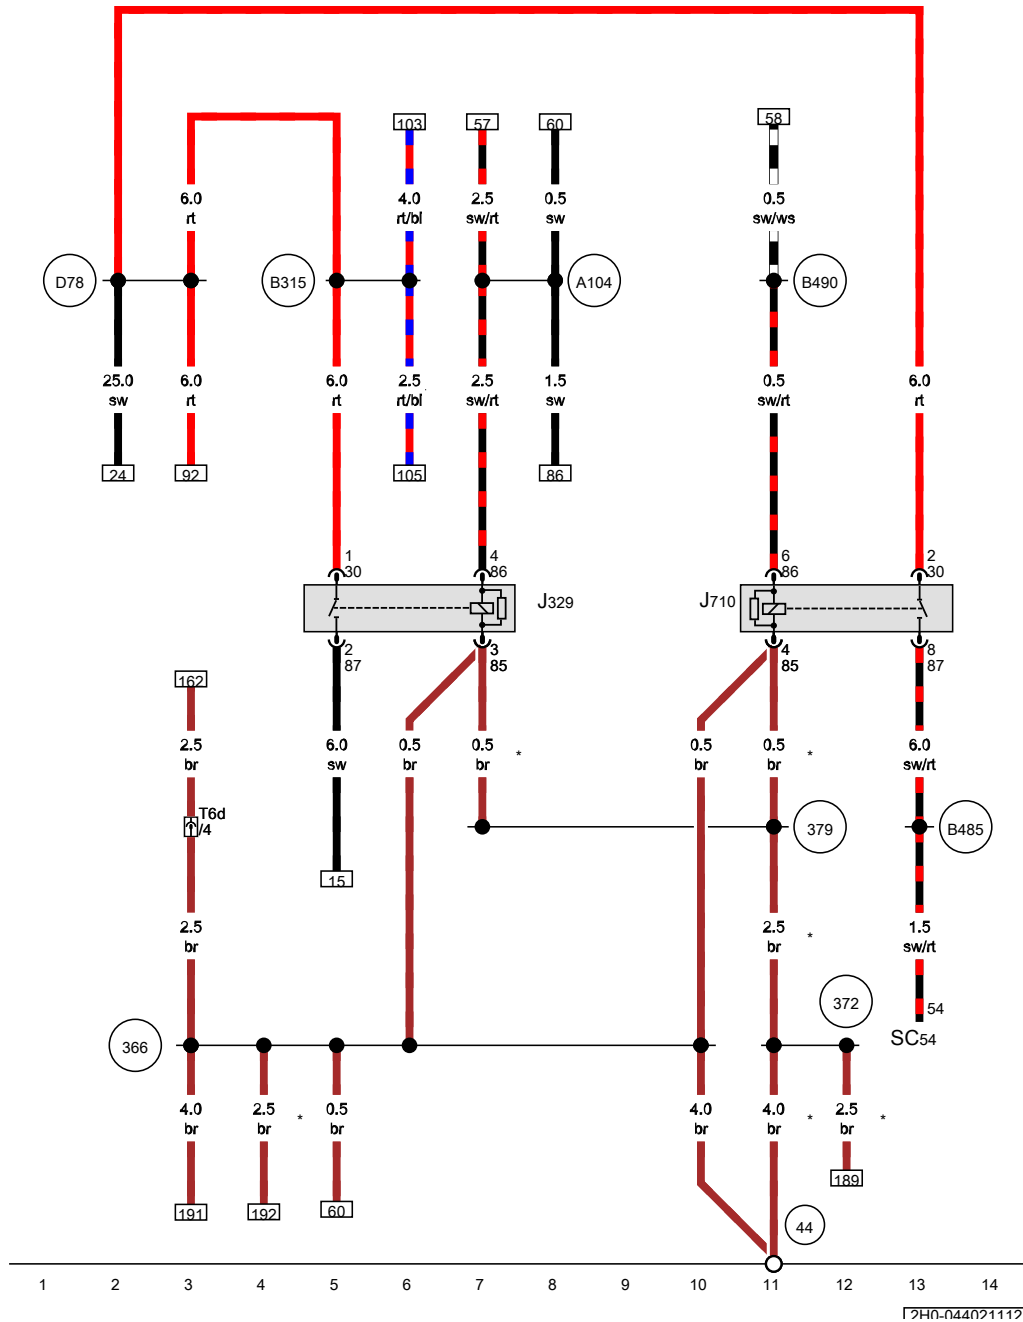 103
57
60
58
6.0
rt
4.0
rt/bl
2.5
sw/rt
0.5
sw
0.5
sw/ws
D78
B315
A104
B490
25.0
sw
6.0
rt
6.0
rt
2.5
rt/bl
2.5
sw/rt
1.5
sw
0.5
sw/rt
6.0
rt
24
92
105
86
1
30
4
86
6
86
2
30
J329
J710
2
87
3
85
4
85
8
87
162
2.5
br
6.0
sw
0.5
br
0.5
br
*
0.5
br
0.5
br
*
6.0
sw/rt
T6d
/4
379
B485
15
2.5
br
2.5
br
*
1.5
sw/rt
372
54
SC54
366
4.0
br
2.5
br
*
0.5
br
4.0
br
4.0
br
*
2.5
br
*
189
191
192
60
44
1 2 3 4 5 6 7 8 9 10 11 12 13 14
2H0-044021112